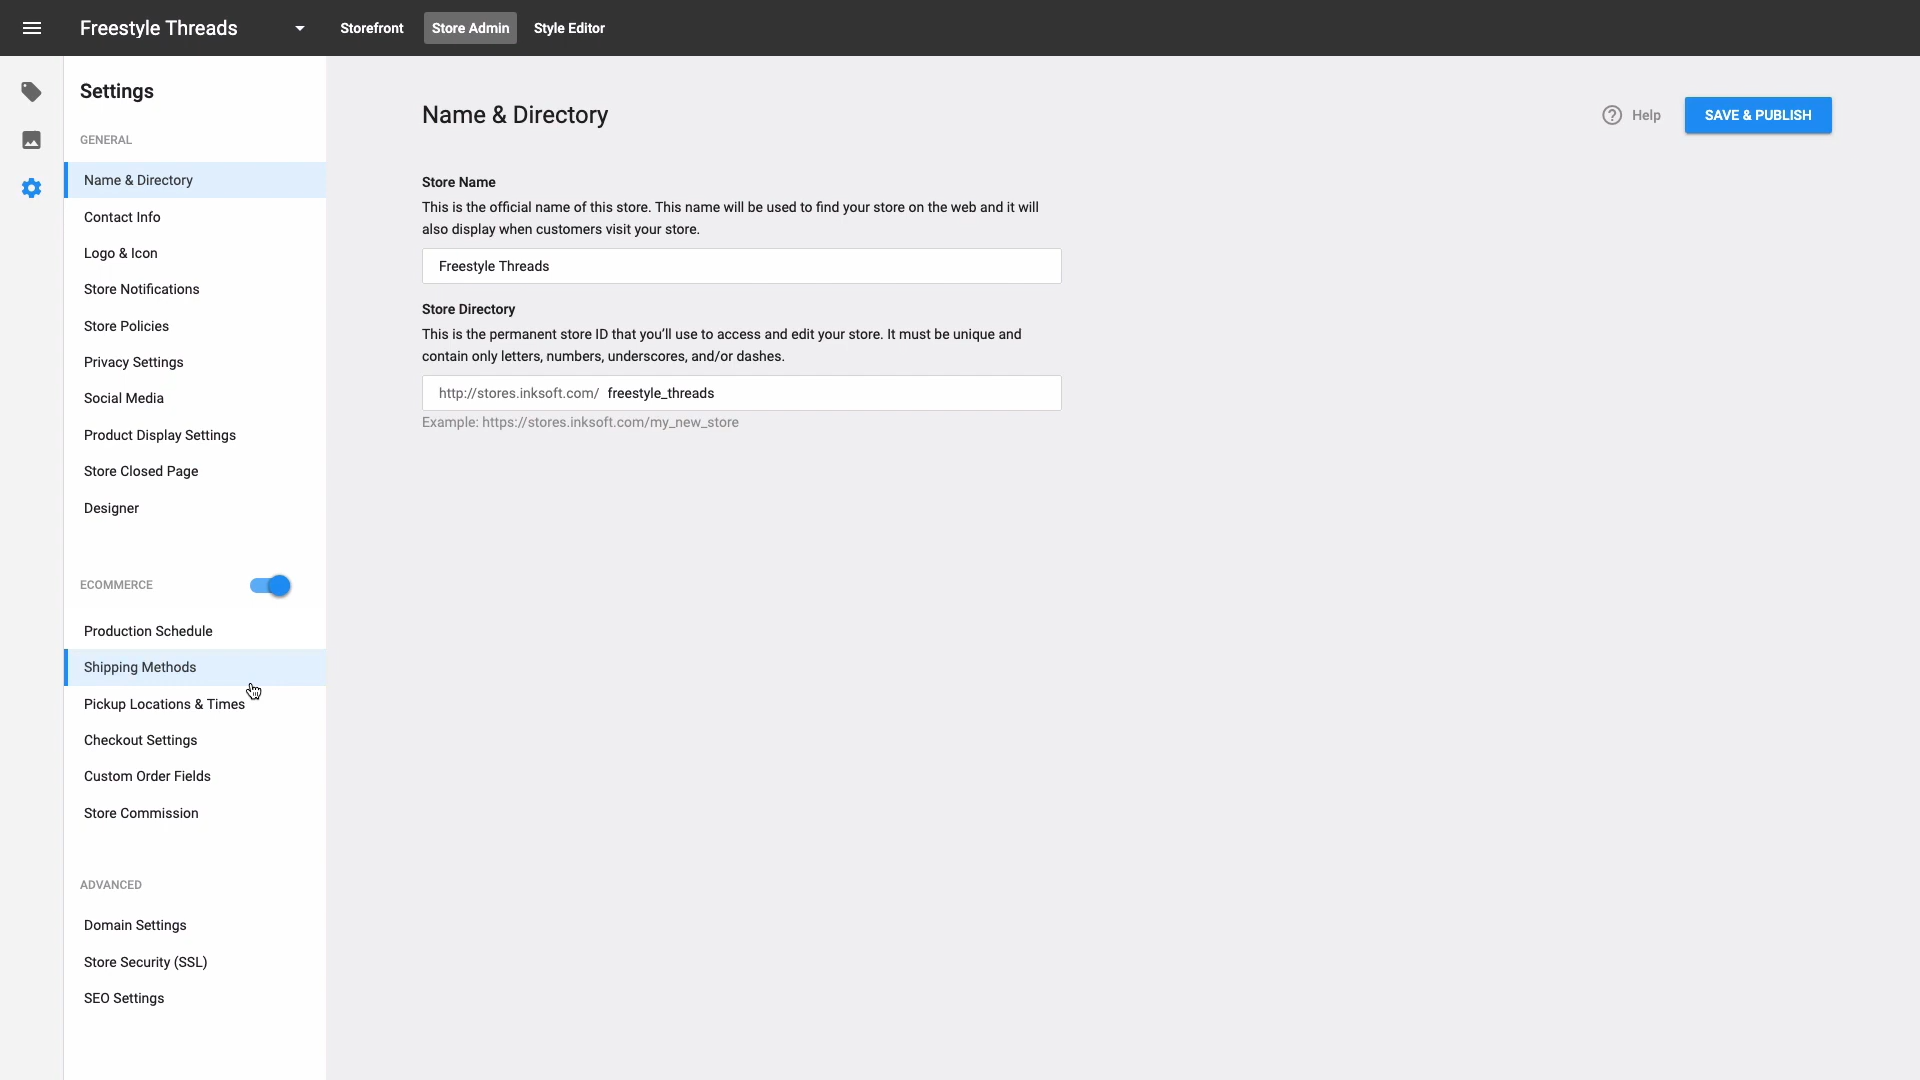 Freestyle Threads
Storefront
Store Admin
Style Editor
Settings
GENERAL
Name & Directory
Contact Info
Logo & Icon
Store Notifications
Store Policies
Privacy Settings
Social Media
Product Display Settings
Store Closed Page
Designer
ECOMMERCE
Production Schedule
Shipping Methods
Pickup Locations & Times
Checkout Settings
Custom Order Fields
Store Commission
ADVANCED
Domain Settings
Store Security (SSL)
SEO Settings
Name & Directory
? Help
SAVE & PUBLISH
Store Name
This is the official name of this store. This name will be used to find your store on the web and it will
also display when customers visit your store.
Freestyle Threads
Store Directory
This is the permanent store ID that you’ll use to access and edit your store. It must be unique and
contain only letters, numbers, underscores, and/or dashes.
http://stores.inksoft.com/ freestyle_threads
Example: https://stores.inksoft.com/my_new_store